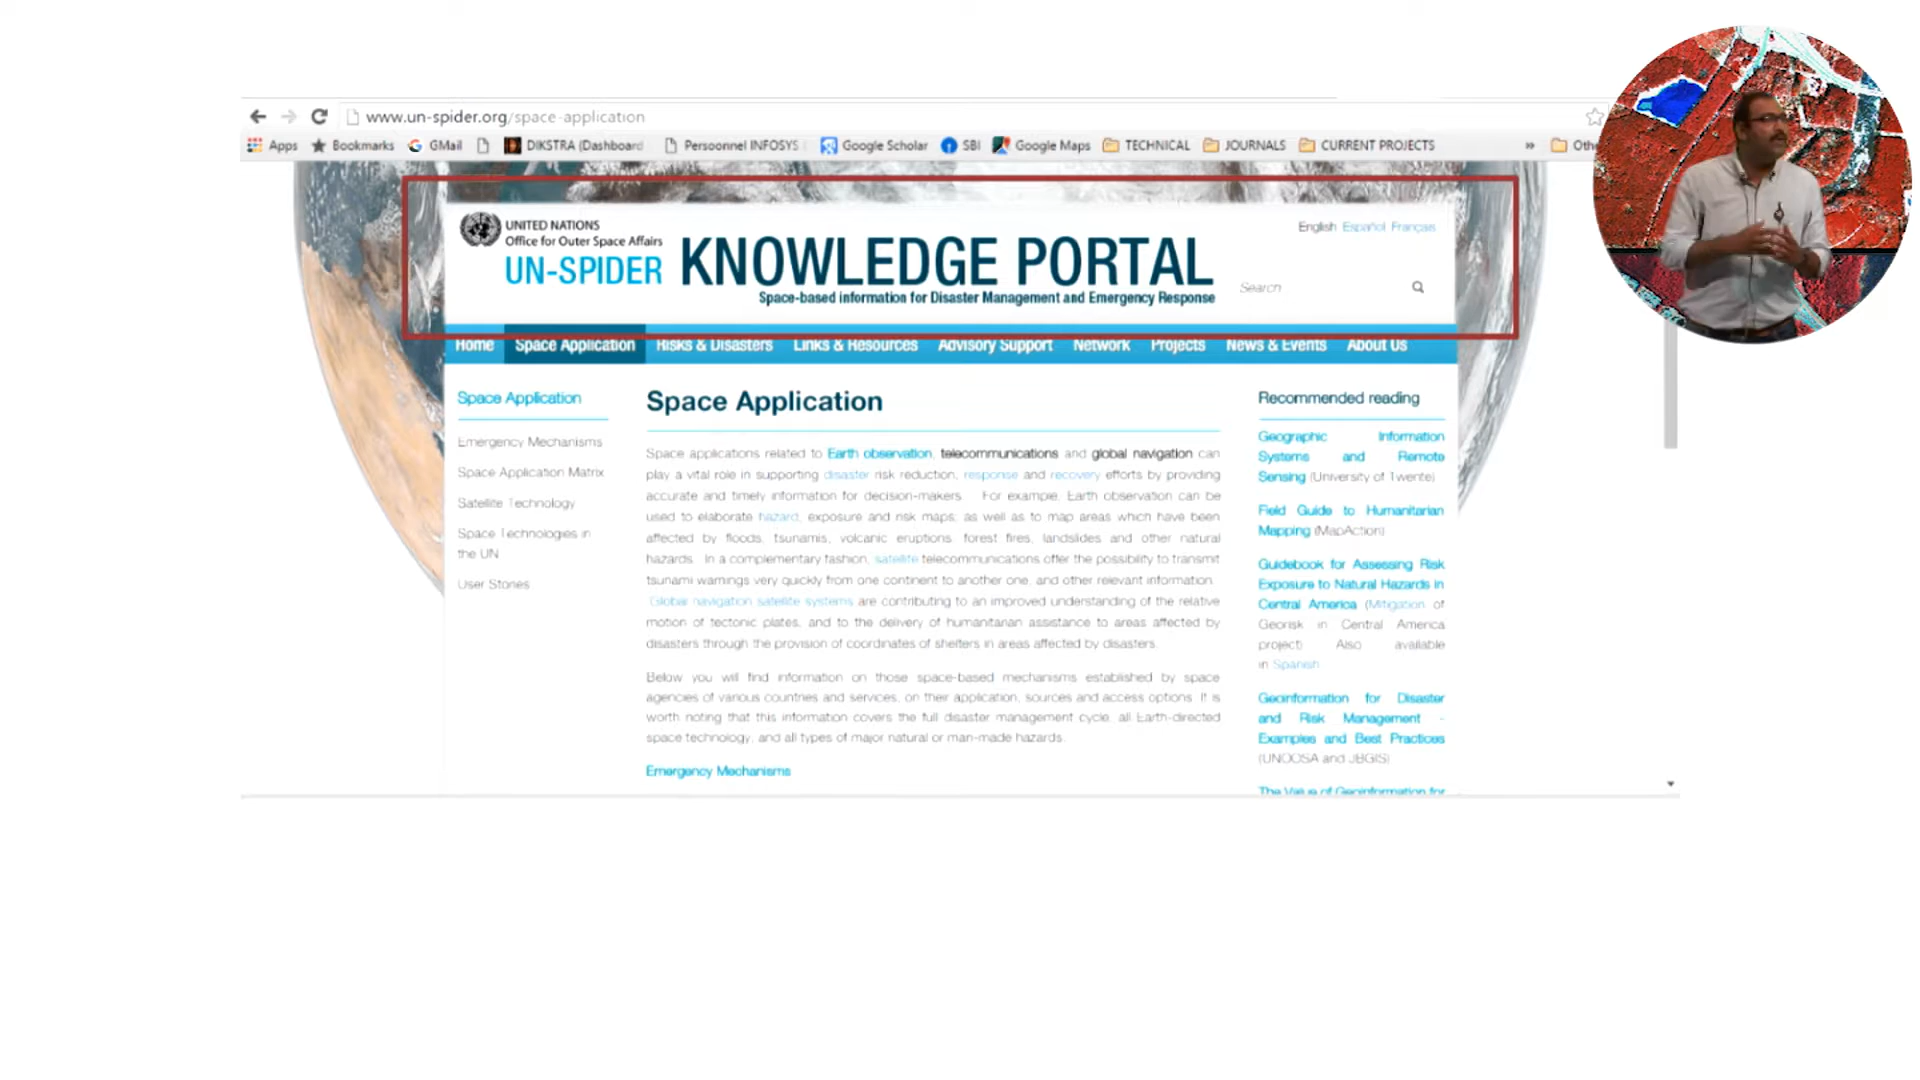 www.un-spider.org/space-application
Apps Bookmarks GMail DIKSTRA (Dashboard Persoonnel INFOSYS Google Scholar SBI Google Maps TECHNICAL JOURNALS CURRENT PROJECTS » Othe
UNITED NATIONS
Office for Outer Space Affairs
UN-SPIDER
KNOWLEDGE PORTAL
Space-based information for Disaster Management and Emergency Response
English Español Français
Search
Home Space Application Risks & Disasters Links & Resources Advisory Support Network Projects News & Events About Us
Space Application
Emergency Mechanisms
Space Application Matrix
Satellite Technology
Space Technologies in
the UN
User Stories
Space Application
Space applications related to Earth observation, telecommunications and global navigation can
play a vital role in supporting disaster risk reduction, response and recovery efforts by providing
accurate and timely information for decision-makers. For example, Earth observation can be
used to elaborate hazard, exposure and risk maps; as well as to map areas which have been
affected by floods, tsunamis, volcanic eruptions, forest fires, landslides and other natural
hazards. In a complementary fashion, satellite telecommunications offer the possibility to transmit
tsunami warnings very quickly from one continent to another one, and other relevant information.
Global navigation satellite systems are contributing to an improved understanding of the relative
motion of tectonic plates, and to the delivery of humanitarian assistance to areas affected by
disasters through the provision of coordinates of shelters in areas affected by disasters.
Below you will find information on those space-based mechanisms established by space
agencies of various countries and services, on their application, sources and access options. It is
worth noting that this information covers the full disaster management cycle, all Earth-directed
space technology, and all types of major natural or man-made hazards.
Emergency Mechanisms
Recommended reading
Geographic Information
Systems and Remote
Sensing (University of Twente)
Field Guide to Humanitarian
Mapping (MapAction)
Guidebook for Assessing Risk
Exposure to Natural Hazards in
Central America (Mitigation of
Georisk in Central America
project) Also available
in Spanish
Geoinformation for Disaster
and Risk Management -
Examples and Best Practices
(UNOOSA and JBGIS)
The Value of Geoinformation for